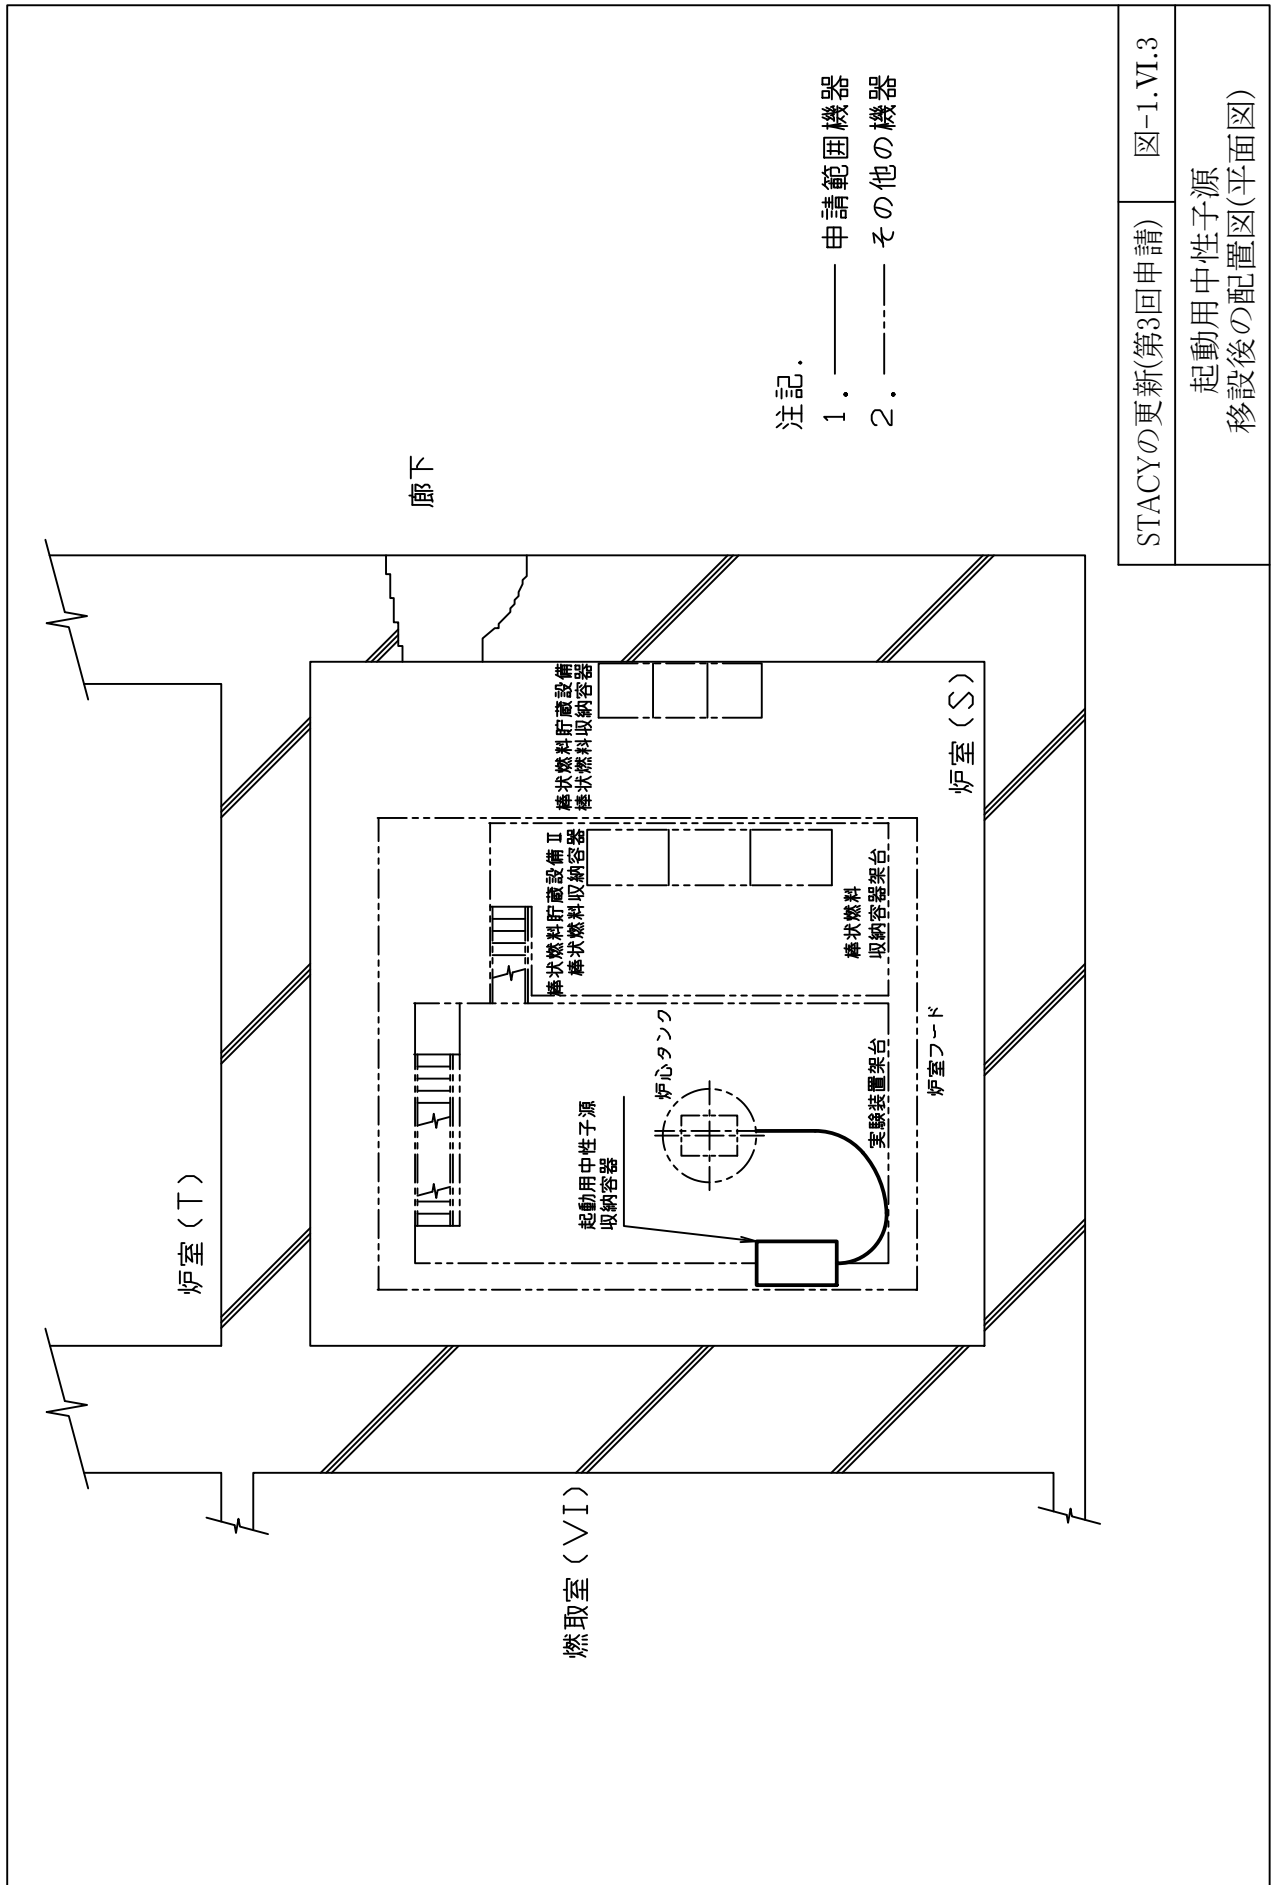 炉室(T)
廊下
燃取室(VI)
棒状燃料貯蔵設備
棒状燃料収納容器
棒状燃料貯蔵設備Ⅱ
棒状燃料収納容器
起動用中性子源
収納容器
炉心タンク
棒状燃料
収納容器架台
実験装置架台
炉室フード
炉室(S)
注記.
1. 申請範囲機器
2. その他の機器
STACYの更新(第3回申請)
図-1.VI.3
起動用中性子源
移設後の配置図(平面図)